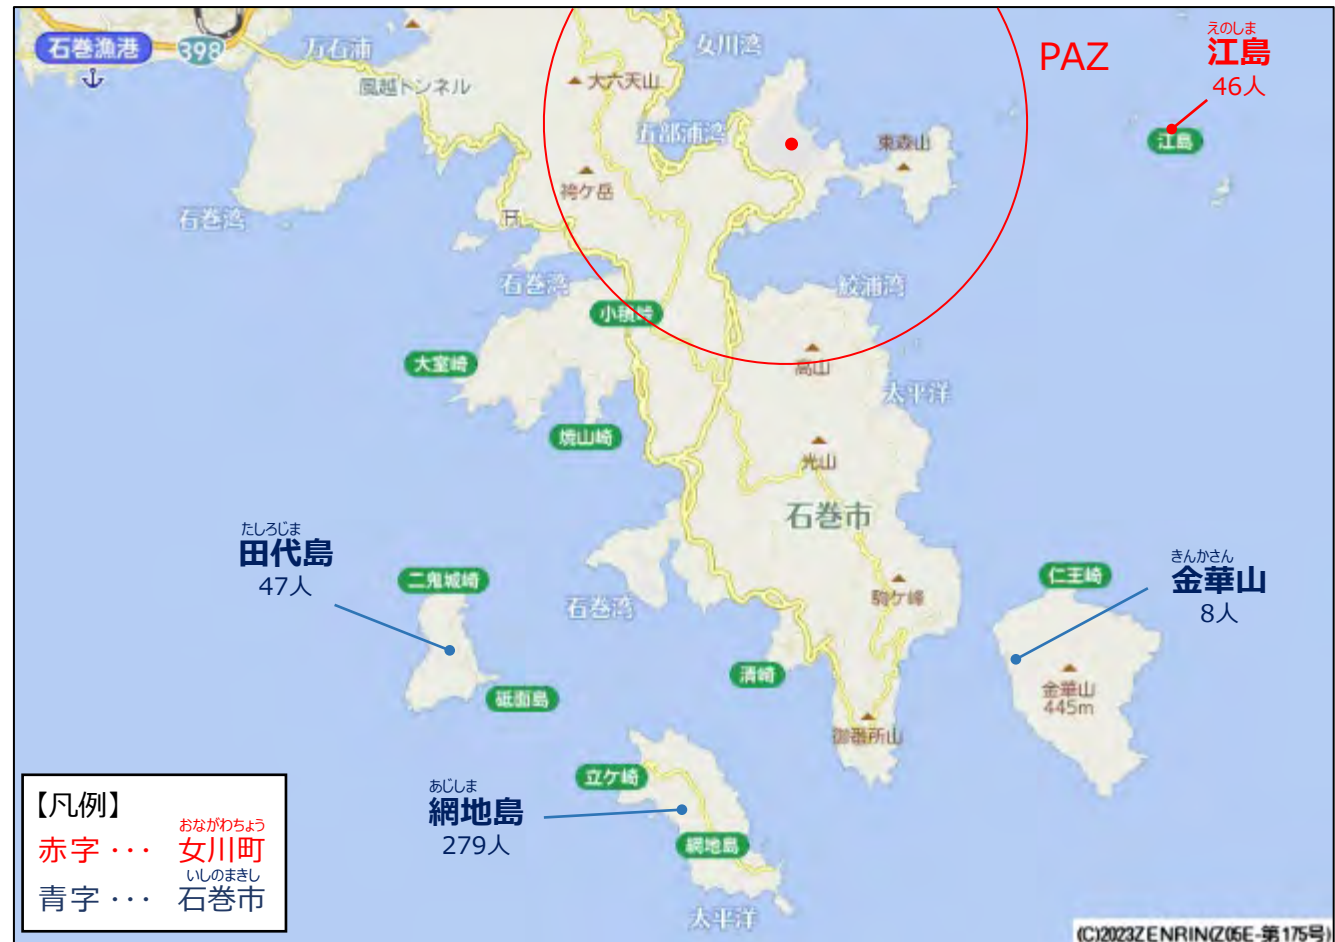 石巻漁港
398
万石浦
風越トンネル
大六天山
女川湾
PAZ
えのしま
江島
46人
五部浦湾
東森山
江島
袴ケ岳
石巻湾
石巻湾
鮫浦湾
小積崎
大室崎
高山
太平洋
焼山崎
光山
石巻市
たしろじま
田代島
47人
二鬼城崎
石巻湾
駒ケ峰
仁王崎
きんかさん
金華山
8人
清崎
砥面島
金華山
445m
御番所山
立ケ崎
あじしま
網地島
279人
網地島
太平洋
【凡例】
赤字 ･･･ 女川町
おながわちょう
青字 ･･･ 石巻市
いしのまきし
(C)2023ZENRIN(Z05E-第175号)